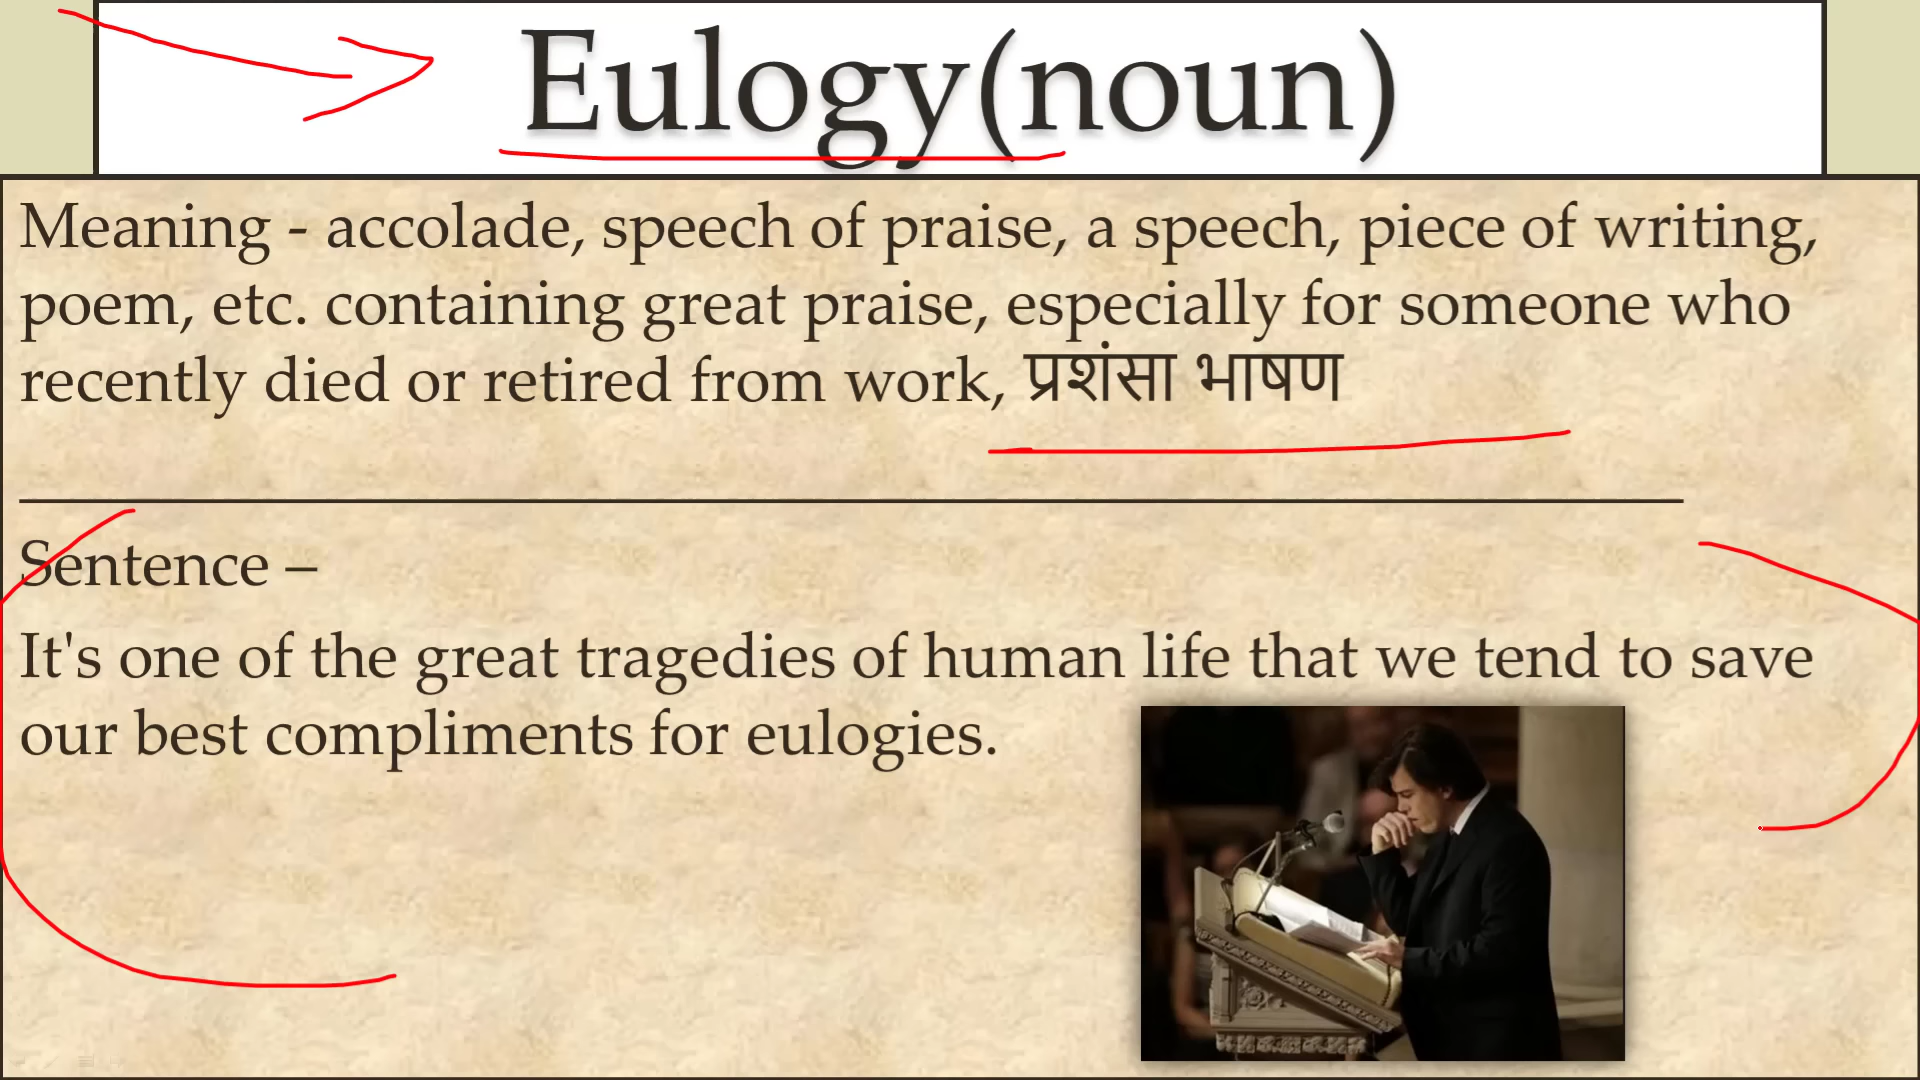 Eulogy(noun)
Meaning - accolade, speech of praise, a speech, piece of writing,
poem, etc. containing great praise, especially for someone who
recently died or retired from work, प्रशंसा भाषण
Sentence –
It's one of the great tragedies of human life that we tend to save
our best compliments for eulogies.